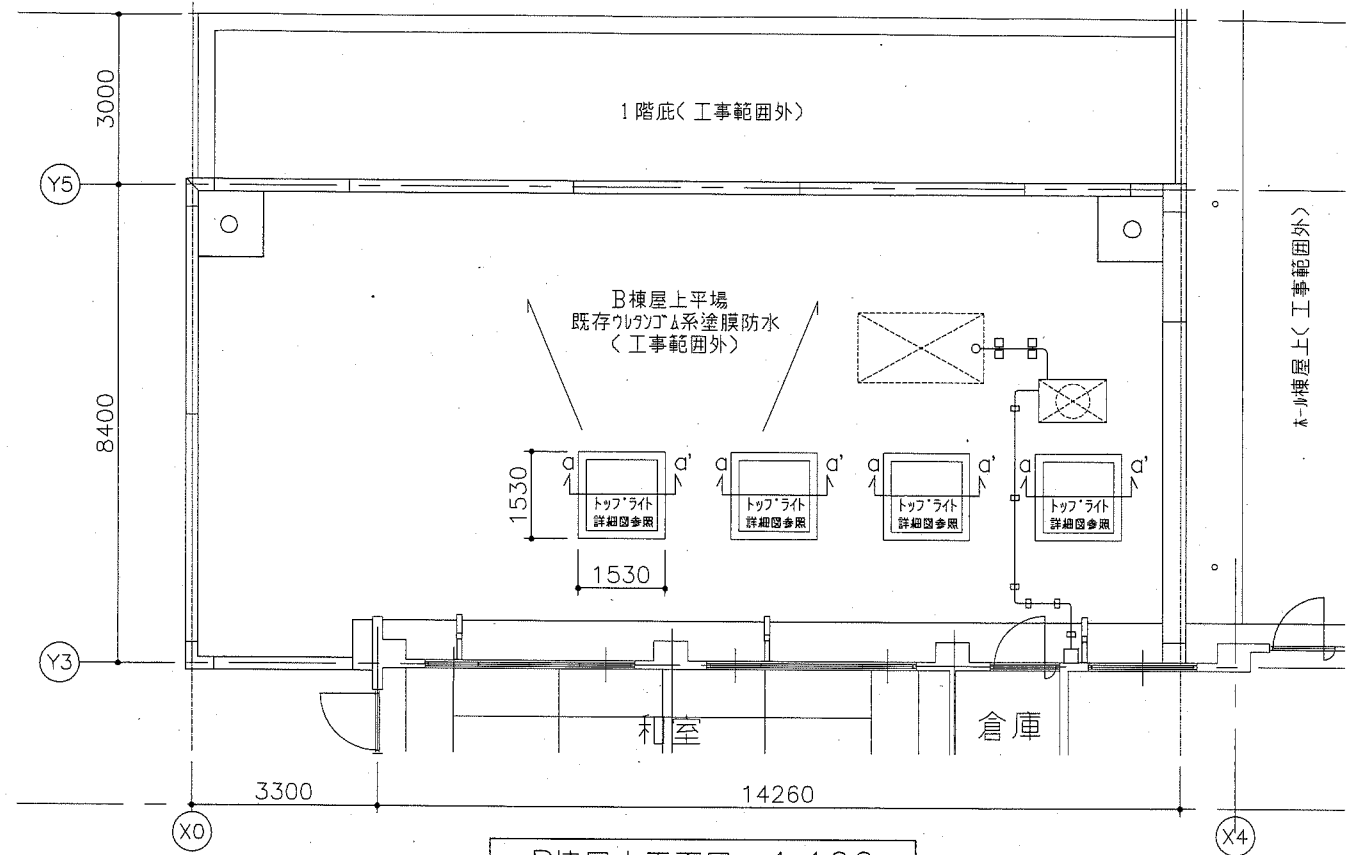 3000
1階庇(工事範囲外)
Y5
ホール棟屋上(工事範囲外)
B棟屋上平場
既存ウレタンゴム系塗膜防水
(工事範囲外)
8400
1530
a a'
a a'
a a'
a a'
トップライト
詳細図参照
トップライト
詳細図参照
トップライト
詳細図参照
トップライト
詳細図参照
1530
Y3
和室
倉庫
3300
14260
X0
X4